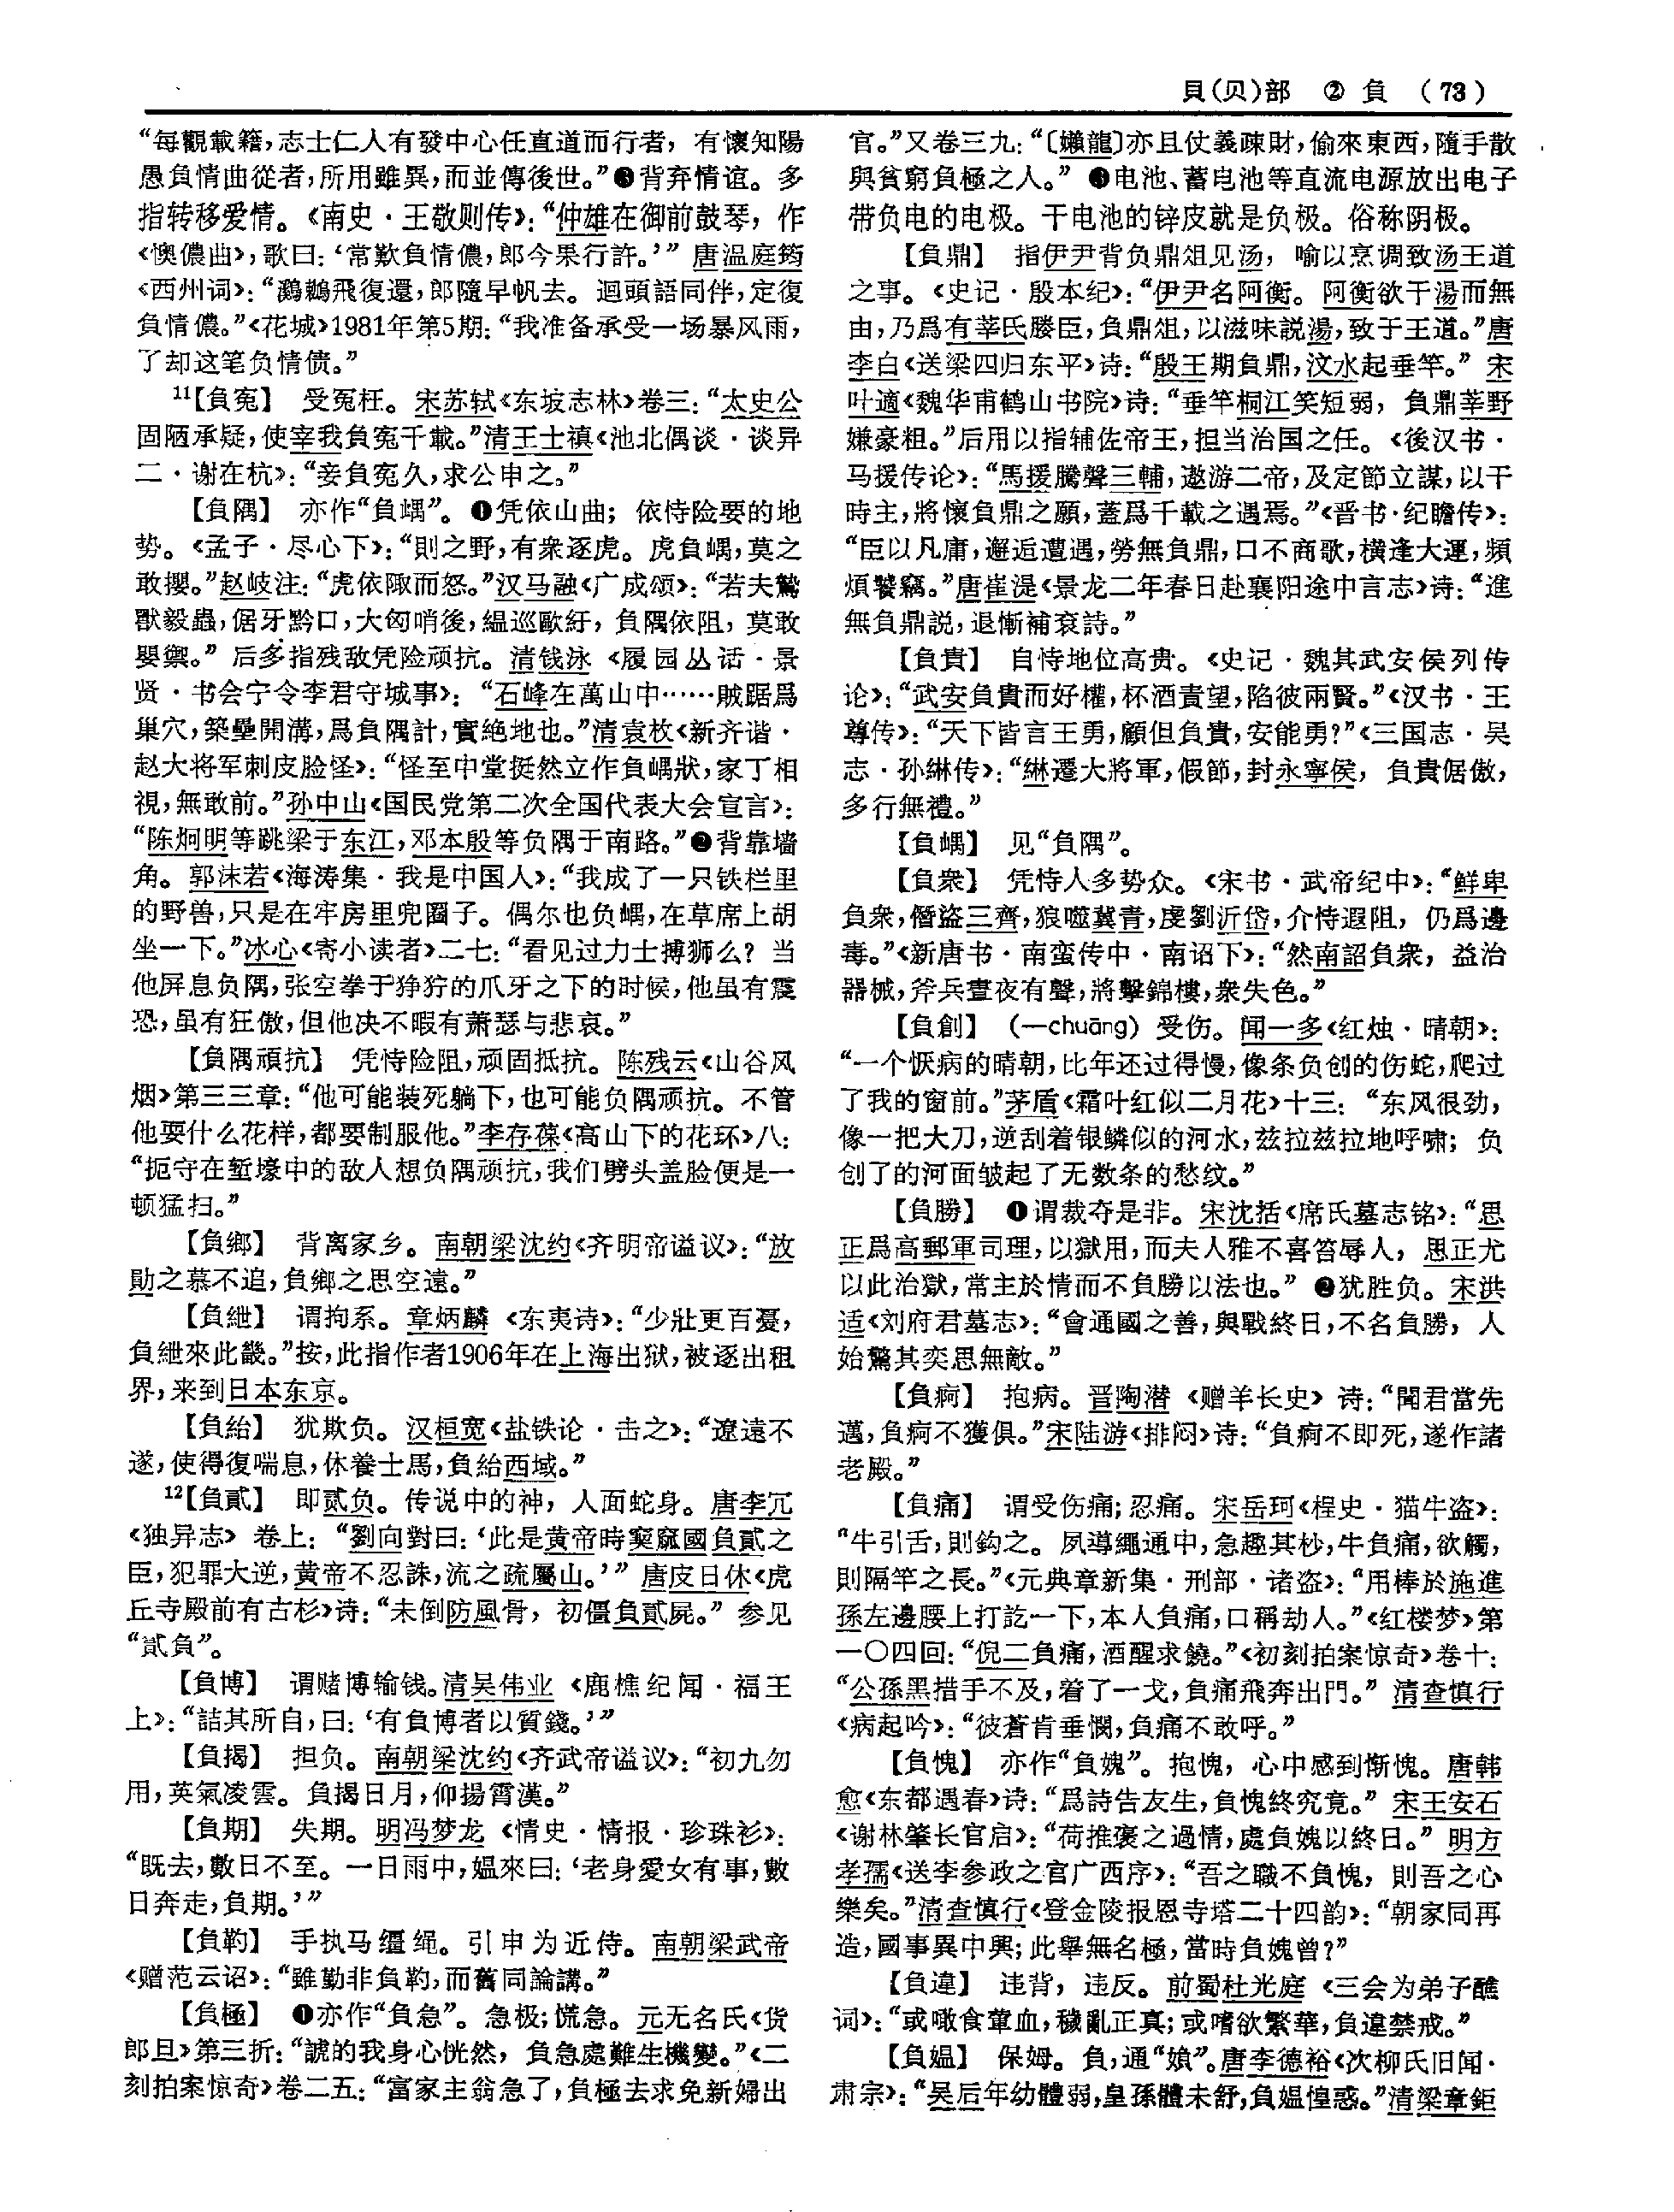 貝(贝)部　②負　(73)
“每觀載籍,志士仁人有發中心任直道而行者，有懷知陽
愚負情曲從者,所用雖異,而並傳後世。”❸背弃情谊。多
指转移爱情。《南史·王敬则传》：“仲雄在御前鼓琴，作
《懊儂曲》,歌曰：‘常歎負情儂,郎今果行許。’”唐温庭筠
《西州词》：“鸂鶒飛復還,郎隨早帆去。迴頭語同伴,定復
負情儂。”《花城》1981年第5期：“我准备承受一场暴风雨，
了却这笔负情债。”
¹¹【負寃】　受冤枉。宋苏轼《东坡志林》卷三：“太史公
固陋承疑,使宰我負寃千載。”清王士禛《池北偶谈·谈异
二·谢在杭》：“妾負寃久,求公申之。”
【負隅】　亦作“負嵎”。❶凭依山曲；依恃险要的地
势。《孟子·尽心下》：“則之野,有衆逐虎。虎負嵎,莫之
敢攖。”赵岐注：“虎依陬而怒。”汉马融《广成颂》：“若夫鷙
獸毅蟲,倨牙黔口,大匈哨後,緼巡歐紆，負隅依阻，莫敢
嬰禦。”后多指残敌凭险顽抗。清钱泳《履园丛话·景
贤·书会宁令李君守城事》：“石峰在萬山中……賊踞爲
巢穴,築壘開溝,爲負隅計,實絶地也。”清袁枚《新齐谐·
赵大将军刺皮脸怪》：“怪至中堂挺然立作負嵎狀,家丁相
視,無敢前。”孙中山《国民党第二次全国代表大会宣言》：
“陈炯明等跳梁于东江,邓本殷等负隅于南路。”❷背靠墙
角。郭沫若《海涛集·我是中国人》：“我成了一只铁栏里
的野兽,只是在牢房里兜圈子。偶尔也负嵎,在草席上胡
坐一下。”冰心《寄小读者》二七：“看见过力士搏狮么？当
他屏息负隅,张空拳于狰狞的爪牙之下的时候,他虽有震
恐,虽有狂傲,但他决不暇有萧瑟与悲哀。”
【負隅頑抗】　凭恃险阻,顽固抵抗。陈残云《山谷风
烟》第三三章：“他可能装死躺下,也可能负隅顽抗。不管
他耍什么花样,都要制服他。”李存葆《高山下的花环》八：
“扼守在堑壕中的敌人想负隅顽抗,我们劈头盖脸便是一
顿猛扫。”
【負鄉】　背离家乡。南朝梁沈约《齐明帝谥议》：“放
勛之慕不追,負鄉之思空遠。”
【負紲】　谓拘系。章炳麟《东夷诗》：“少壯更百憂，
負紲來此畿。”按,此指作者1906年在上海出狱,被逐出租
界,来到日本东京。
【負紿】　犹欺负。汉桓宽《盐铁论·击之》：“遼遠不
遂,使得復喘息,休養士馬,負紿西域。”
¹²【負貳】　即贰负。传说中的神，人面蛇身。唐李冗
《独异志》卷上：“劉向對曰：‘此是黄帝時窫窳國負貳之
臣,犯罪大逆,黄帝不忍誅,流之疏屬山。’”唐皮日休《虎
丘寺殿前有古杉》诗：“未倒防風骨，初僵負貳屍。”参见
“貳負”。
【負博】　谓赌博输钱。清吴伟业《鹿樵纪闻·福王
上》：“詰其所自,曰：‘有負博者以質錢。’”
【負揭】　担负。南朝梁沈约《齐武帝谥议》：“初九勿
用,英氣凌雲。負揭日月,仰揚霄漢。”
【負期】　失期。明冯梦龙《情史·情报·珍珠衫》：
“既去,數日不至。一日雨中,媪來曰：‘老身愛女有事,數
日奔走,負期。’”
【負靮】　手执马缰绳。引申为近侍。南朝梁武帝
《赠范云诏》：“雖勤非負靮,而舊同論講。”
【負極】　❶亦作“負急”。急极；慌急。元无名氏《货
郎旦》第三折：“諕的我身心恍然，負急處難生機變。”《二
刻拍案惊奇》卷二五：“富家主翁急了,負極去求免新婦出
官。”又卷三九：“〔嬾龍〕亦且仗義疎財,偷來東西,隨手散
與貧窮負極之人。”❸电池、蓄电池等直流电源放出电子
带负电的电极。干电池的锌皮就是负极。俗称阴极。
【負鼎】　指伊尹背负鼎俎见汤，喻以烹调致汤王道
之事。《史记·殷本纪》：“伊尹名阿衡。阿衡欲干湯而無
由,乃爲有莘氏媵臣,負鼎俎,以滋味説湯,致于王道。”唐
李白《送梁四归东平》诗：“殷王期負鼎,汶水起垂竿。”宋
叶適《魏华甫鹤山书院》诗：“垂竿桐江笑短弱，負鼎莘野
嫌豪粗。”后用以指辅佐帝王,担当治国之任。《後汉书·
马援传论》：“馬援騰聲三輔,遨游二帝,及定節立謀,以干
時主,將懷負鼎之願,蓋爲千載之遇焉。”《晋书·纪瞻传》：
“臣以凡庸,邂逅遭遇,勞無負鼎,口不商歌,横逢大運,頻
煩饕竊。”唐崔湜《景龙二年春日赴襄阳途中言志》诗：“進
無負鼎説,退慚補衮詩。”
【負貴】　自恃地位高贵。《史记·魏其武安侯列传
论》：“武安負貴而好權,杯酒責望,陷彼兩賢。”《汉书·王
尊传》：“天下皆言王勇,顧但負貴,安能勇？”《三国志·吴
志·孙綝传》：“綝遷大將軍,假節,封永寧侯，負貴倨傲，
多行無禮。”
【負嵎】　见“負隅”。
【負衆】　凭恃人多势众。《宋书·武帝纪中》：“鮮卑
負衆,僭盜三齊,狼噬冀青,虔劉沂岱,介恃遐阻，仍爲邊
毒。”《新唐书·南蛮传中·南诏下》：“然南詔負衆，益治
器械,斧兵晝夜有聲,將擊錦樓,衆失色。”
【負創】　（—chuāng）受伤。闻一多《红烛·晴朝》：
“一个恹病的晴朝,比年还过得慢,像条负创的伤蛇,爬过
了我的窗前。”茅盾《霜叶红似二月花》十三：“东风很劲，
像一把大刀,逆刮着银鳞似的河水,兹拉兹拉地呼啸；负
创了的河面皱起了无数条的愁纹。”
【負勝】　❶谓裁夺是非。宋沈括《席氏墓志铭》：“思
正爲高郵軍司理,以獄用,而夫人雅不喜笞辱人，思正尤
以此治獄,常主於情而不負勝以法也。”❷犹胜负。宋洪
适《刘府君墓志》：“會通國之善,與戰終日,不名負勝，人
始驚其奕思無敵。”
【負痾】　抱病。晋陶潜《赠羊长史》诗：“聞君當先
邁,負痾不獲俱。”宋陆游《排闷》诗：“負痾不即死,遂作諸
老殿。”
【負痛】　谓受伤痛；忍痛。宋岳珂《桯史·猫牛盗》：
“牛引舌,則鈎之。夙導繩通中,急趣其杪,牛負痛,欲觸，
則隔竿之長。”《元典章新集·刑部·诸盗》：“用棒於施進
孫左邊腰上打訖一下,本人負痛,口稱劫人。”《红楼梦》第
一〇四回：“倪二負痛,酒醒求饒。”《初刻拍案惊奇》卷十：
“公孫黑措手不及,着了一戈,負痛飛奔出門。”清查慎行
《病起吟》：“彼蒼肯垂憫,負痛不敢呼。”
【負愧】　亦作“負媿”。抱愧，心中感到惭愧。唐韩
愈《东都遇春》诗：“爲詩告友生,負愧終究竟。”宋王安石
《谢林肇长官启》：“荷推褒之過情,處負媿以終日。”明方
孝孺《送李参政之官广西序》：“吾之職不負愧，則吾之心
樂矣。”清查慎行《登金陵报恩寺塔二十四韵》：“朝家同再
造,國事異中興；此舉無名極,當時負媿曾？”
【負違】　违背，违反。前蜀杜光庭《三会为弟子醮
词》：“或噉食葷血,穢亂正真；或嗜欲繁華,負違禁戒。”
【負媪】　保姆。負,通“媍”。唐李德裕《次柳氏旧闻·
肃宗》：“吴后年幼體弱,皇孫體未舒,負媪惶惑。”清梁章鉅